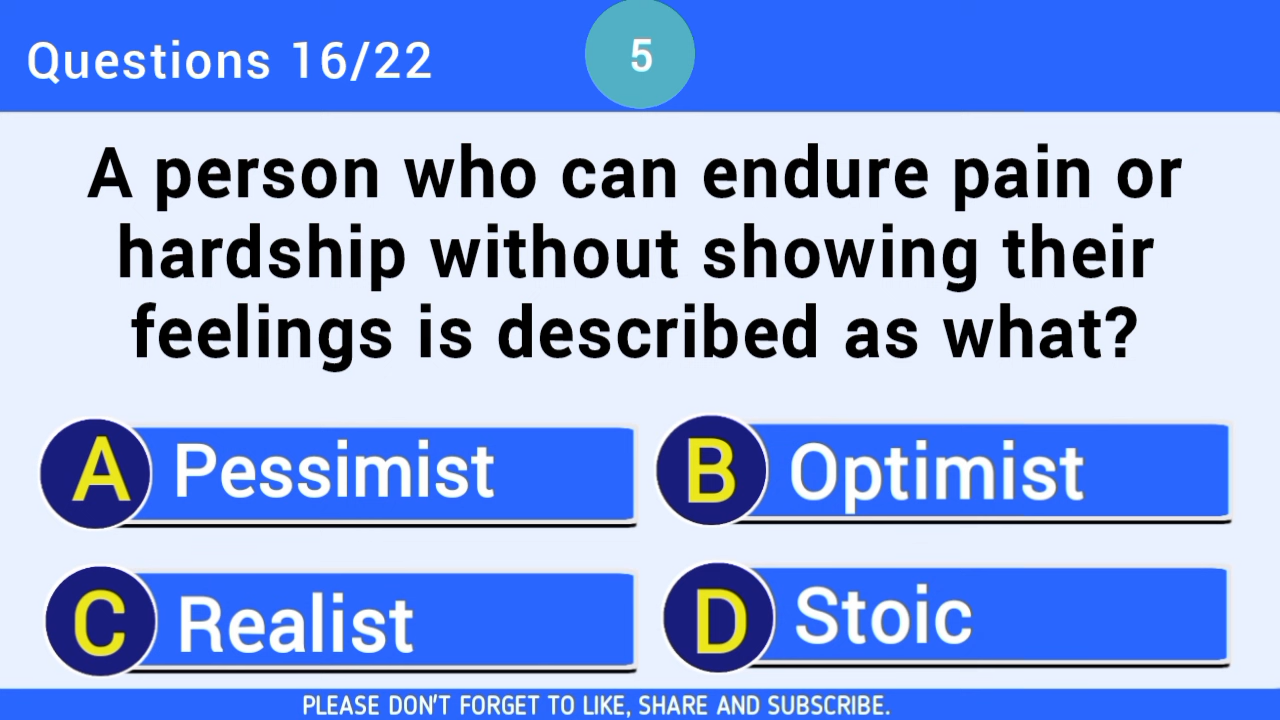 Questions 16/22
5
A person who can endure pain or
hardship without showing their
feelings is described as what?
A Pessimist
B Optimist
C Realist
D Stoic
PLEASE DON'T FORGET TO LIKE, SHARE AND SUBSCRIBE.